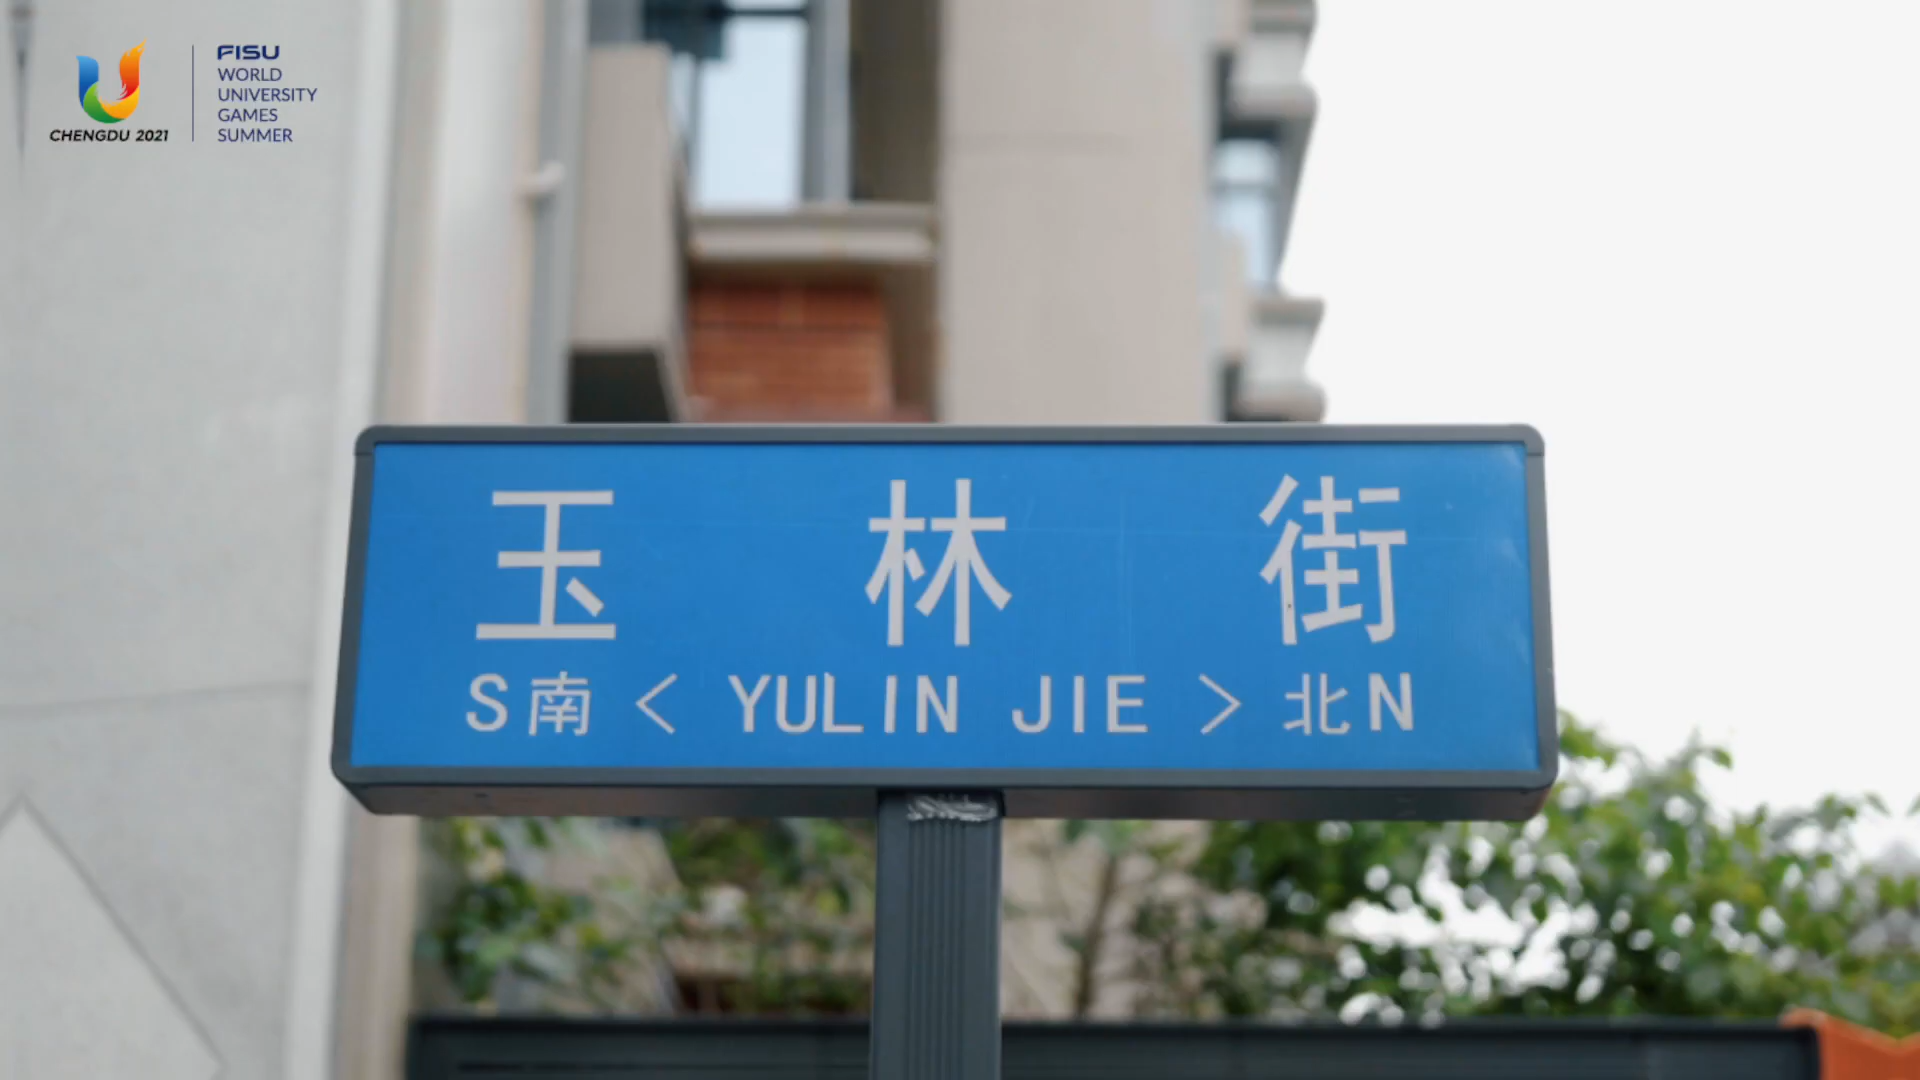 FISU
WORLD
UNIVERSITY
GAMES
SUMMER
CHENGDU 2021
玉林街
S南 < YULIN JIE > 北N